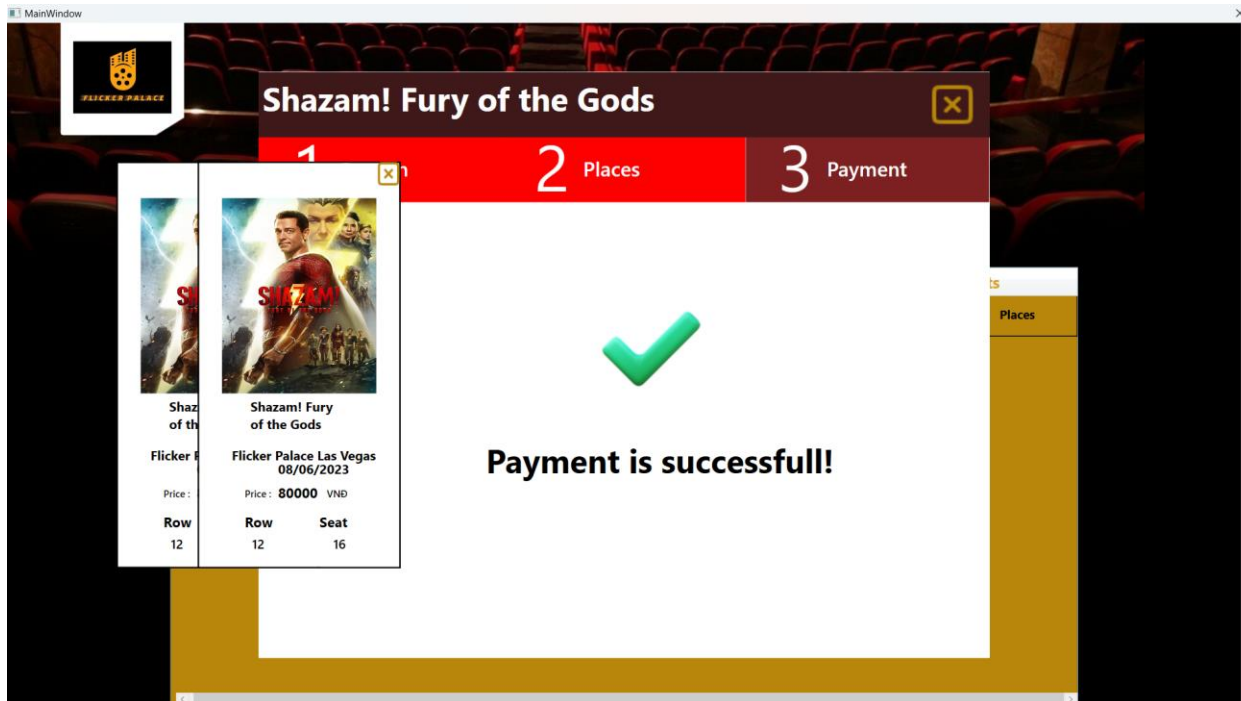 MainWindow
FLICKER PALACE
Shazam! Fury of the Gods
1
2 Places
3 Payment
SHAZAM!
Shazam! Fury
of the Gods
Flicker Palace Las Vegas
08/06/2023
Price : 80000 VNĐ
Row Seat
12 16
of th
Price :
Row
12
Payment is successfull!
Places